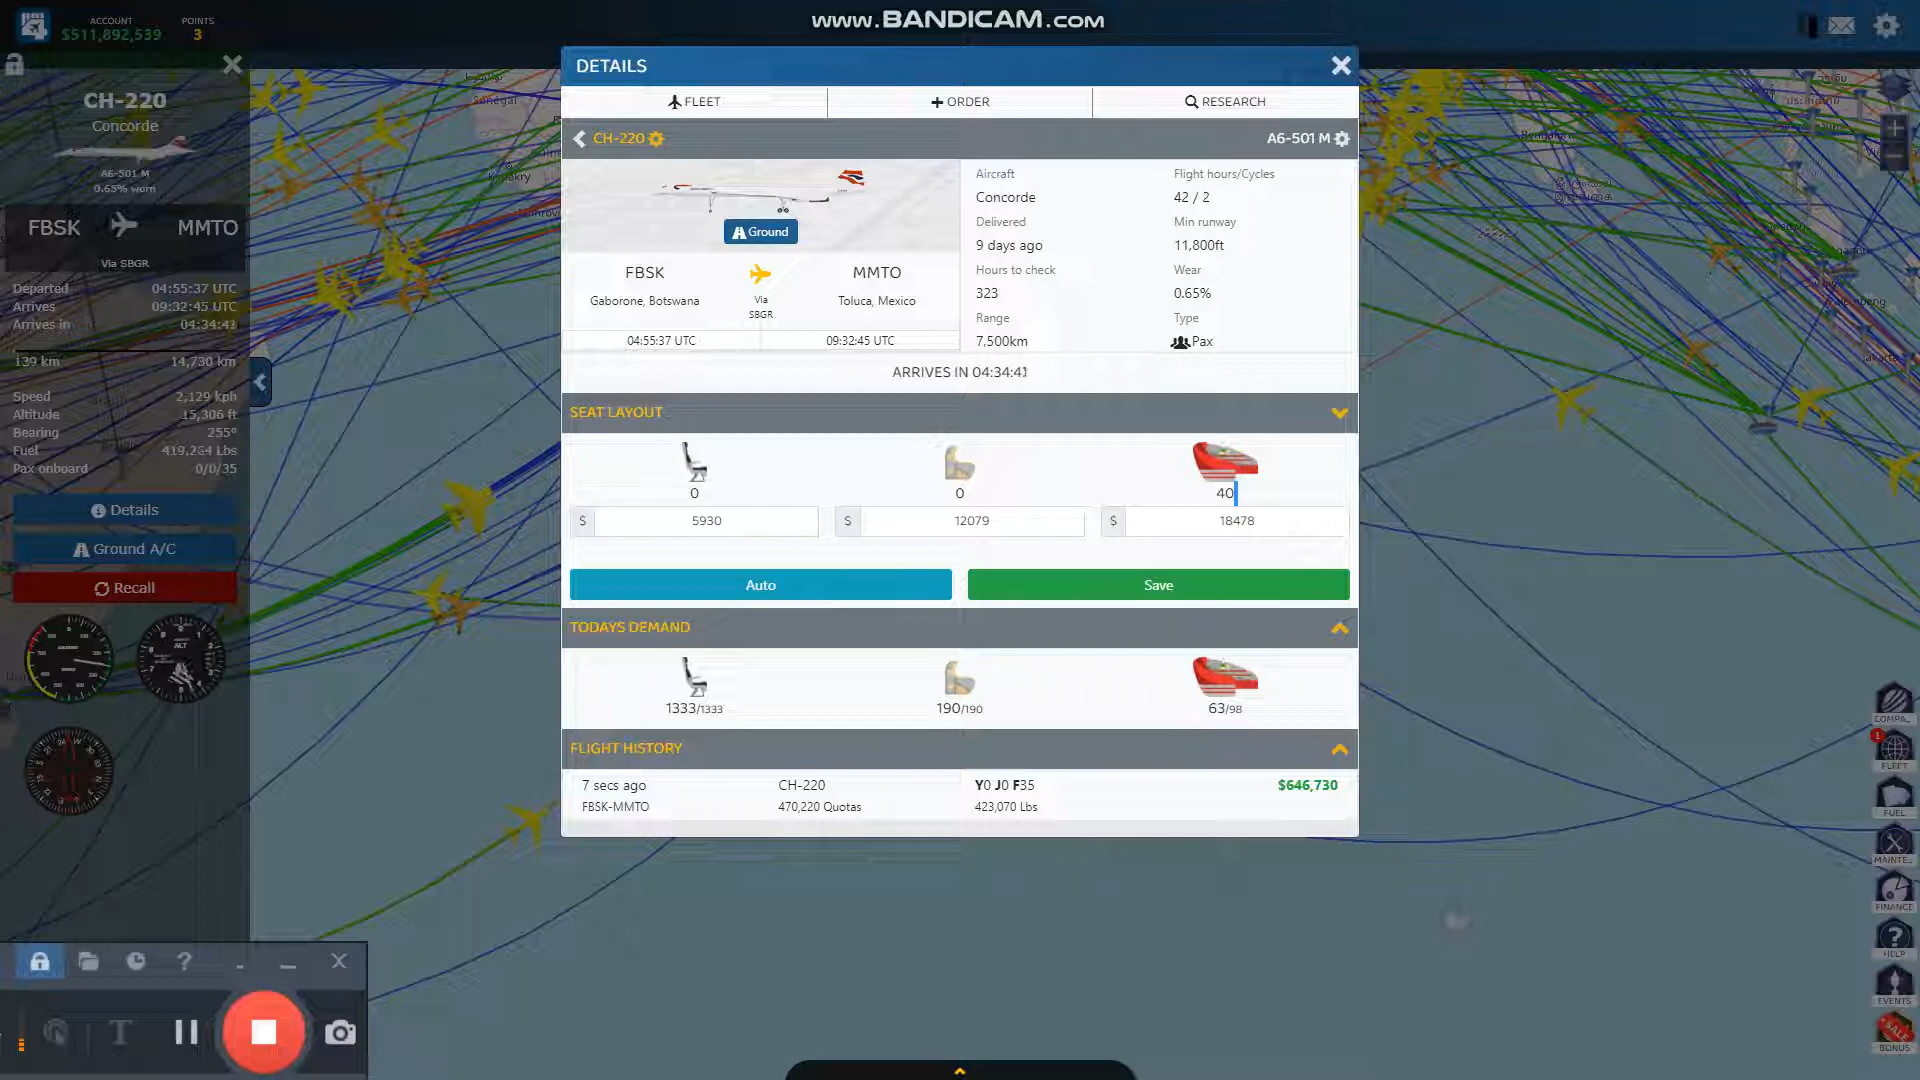 www.BANDICAM.com
ACCOUNT
$511,892,539
POINTS
3
CH-220
Concorde
A6-501 M
0.65% worn
FBSK
MMTO
Via SBGR
Departed 04:55:37 UTC
Arrives 09:32:45 UTC
Arrives in 04:34:41
139 km 14,730 km
Speed 2,129 kph
Altitude 15,306 ft
Bearing 255°
Fuel 419,264 Lbs
Pax onboard 0/0/35
Details
Ground A/C
Recall
DETAILS
FLEET
ORDER
RESEARCH
CH-220
A6-501 M
Ground
FBSK
MMTO
Gaborone, Botswana
Via
SBGR
Toluca, Mexico
04:55:37 UTC
09:32:45 UTC
Aircraft
Concorde
Flight hours/Cycles
42 / 2
Delivered
9 days ago
Min runway
11,800ft
Hours to check
323
Wear
0.65%
Range
7,500km
Type
Pax
ARRIVES IN 04:34:41
SEAT LAYOUT
0
0
40
$ 5930
$ 12079
$ 18478
Auto
Save
TODAYS DEMAND
1333/1333
190/190
63/98
FLIGHT HISTORY
7 secs ago
CH-220
Y0 J0 F35
$646,730
FBSK-MMTO
470,220 Quotas
423,070 Lbs
Sénégal
COMPA...
1
FLEET
FUEL
MAINTE...
FINANCE
HELP
EVENTS
SALE
BONUS
ALT